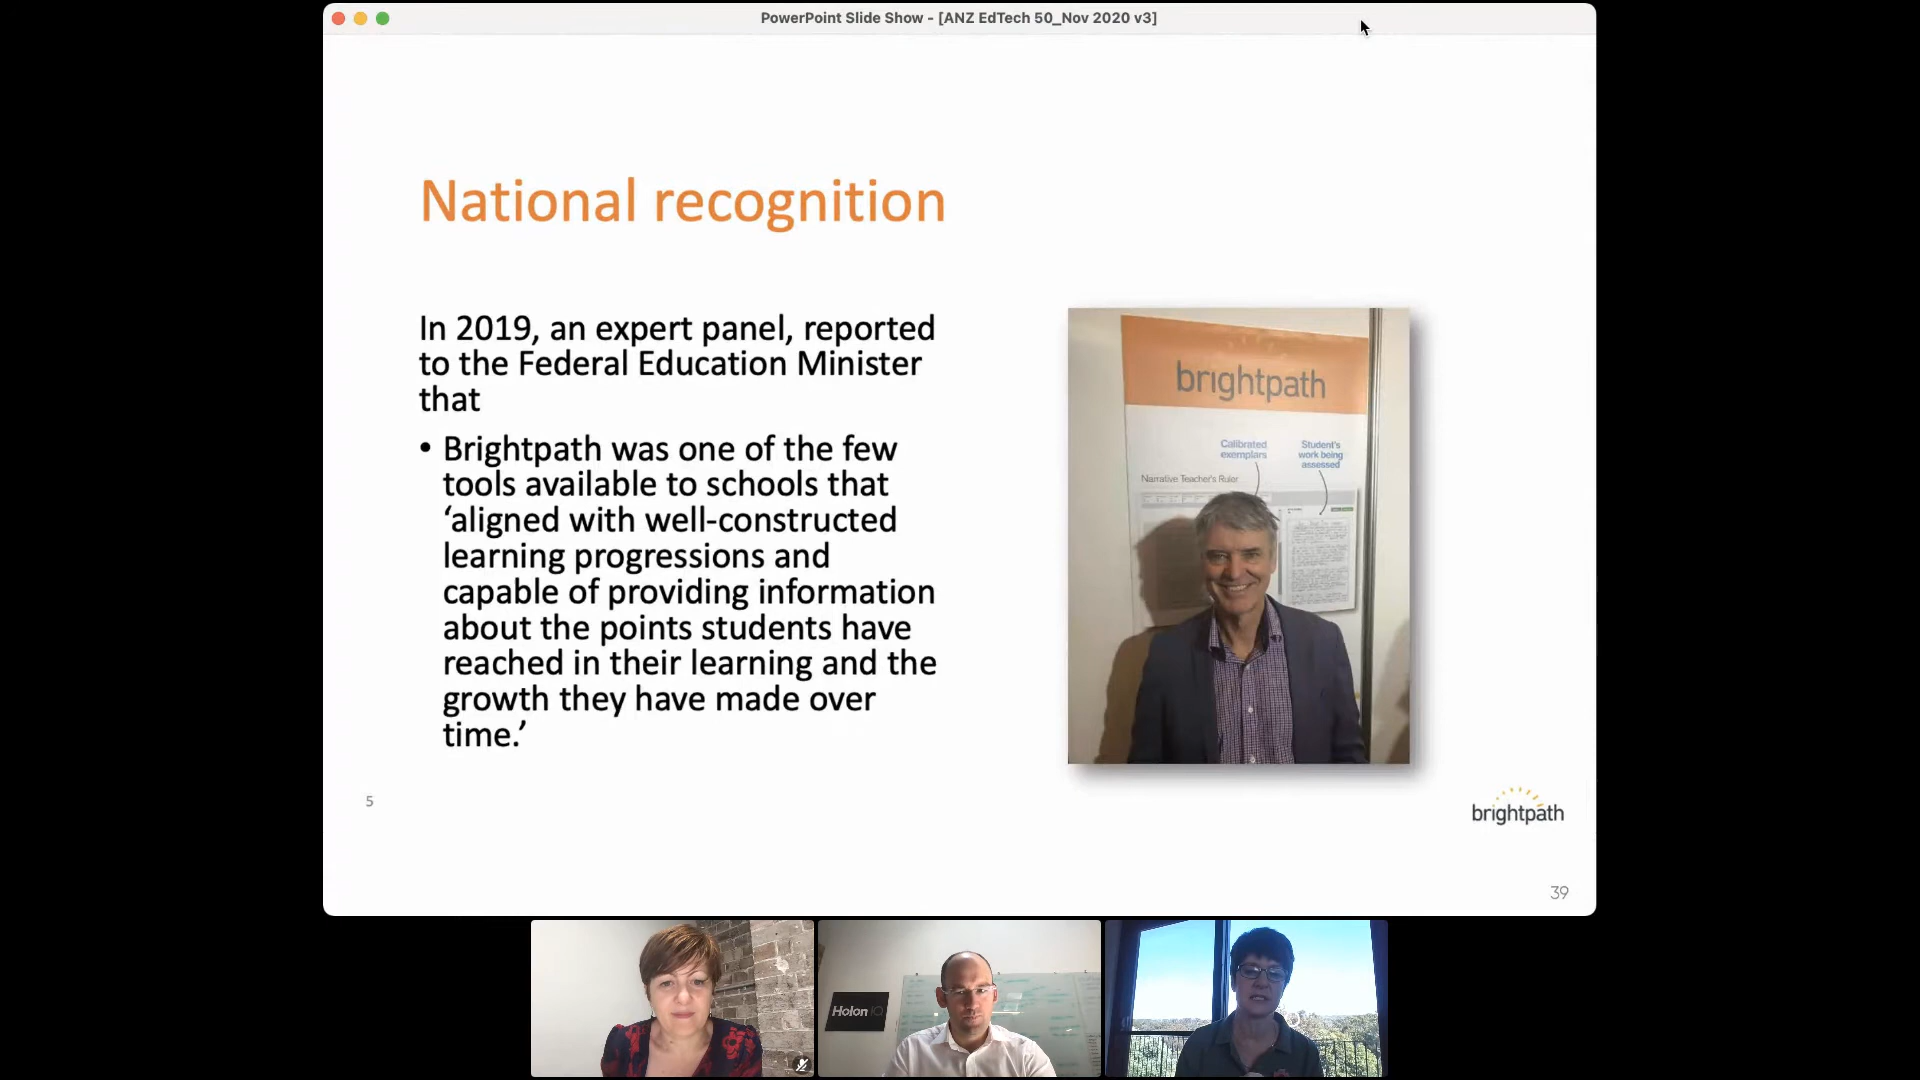 PowerPoint Slide Show - [ANZ EdTech 50_Nov 2020 v3]
National recognition
In 2019, an expert panel, reported
to the Federal Education Minister
that
• Brightpath was one of the few
tools available to schools that
‘aligned with well-constructed
learning progressions and
capable of providing information
about the points students have
reached in their learning and the
growth they have made over
time.’
brightpath
Calibrated
exemplars
Student's
work being
assessed
Narrative Teacher's Ruler
5
brightpath
39
Holon IQ